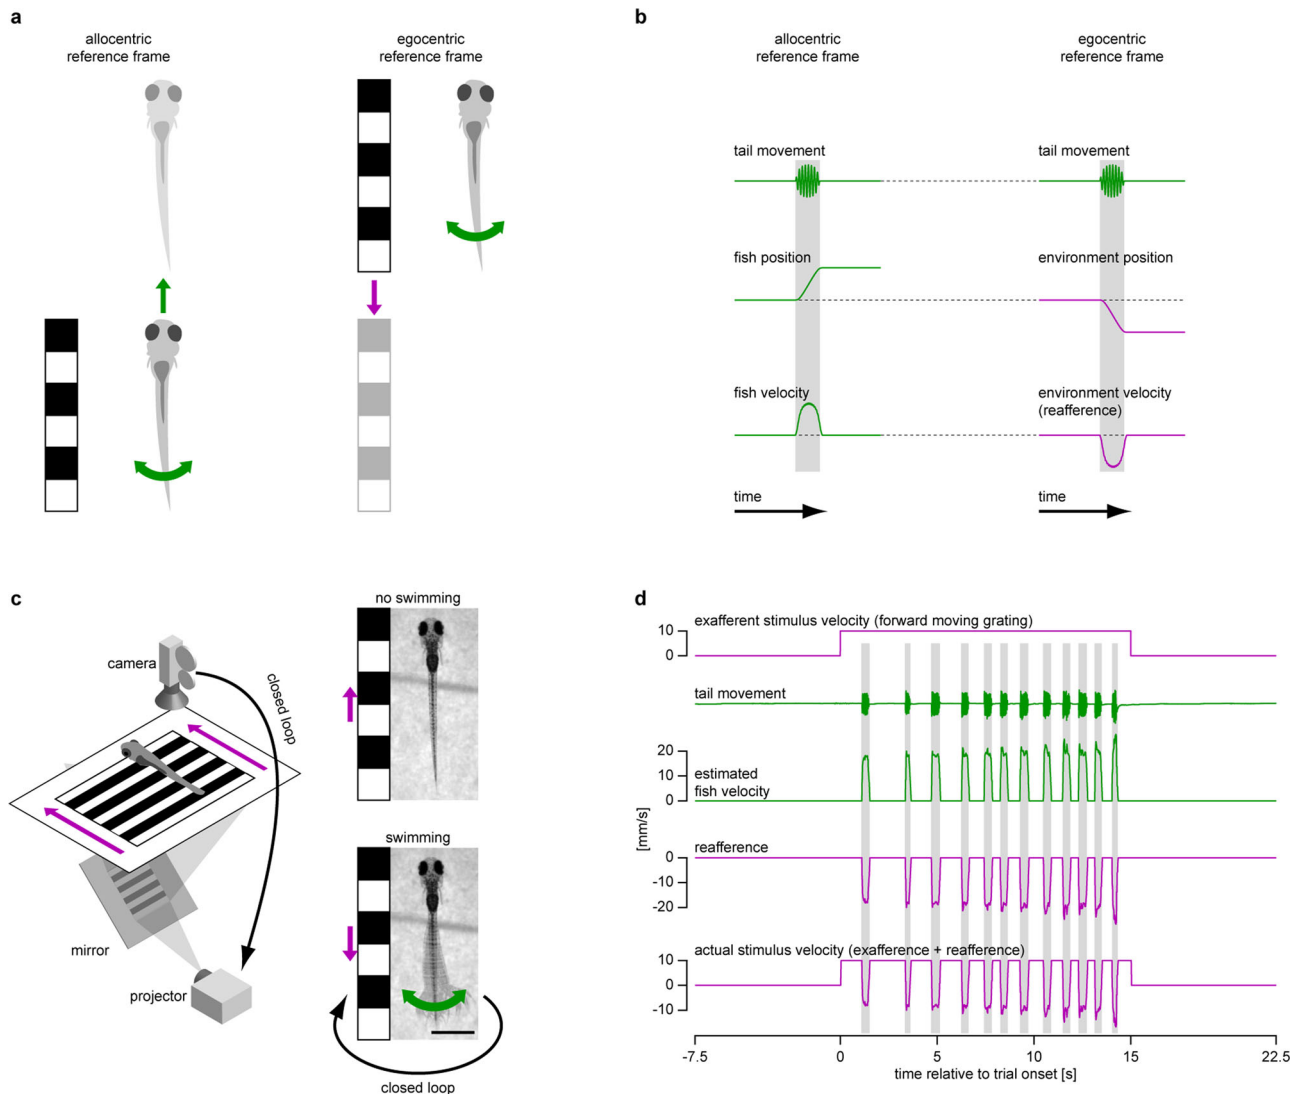 a
allocentric
reference frame
egocentric
reference frame
b
allocentric
reference frame
egocentric
reference frame
tail movement
tail movement
fish position
environment position
fish velocity
environment velocity
(reafference)
time
time
c
camera
closed loop
mirror
projector
no swimming
swimming
closed loop
d
exafferent stimulus velocity (forward moving grating)
10
0
tail movement
20
10
0
estimated
fish velocity
[mm/s]
reafference
0
-10
-20
actual stimulus velocity (exafference + reafference)
10
0
-10
-7.5
0
5
10
15
22.5
time relative to trial onset [s]